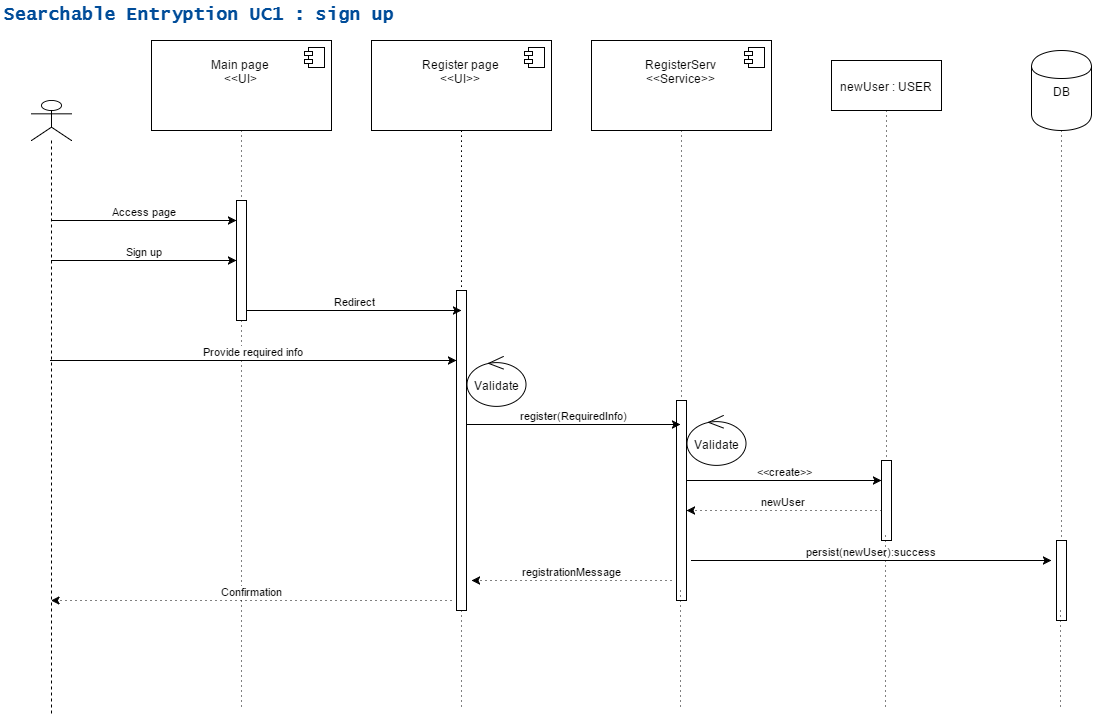 Searchable Entryption UC1 : sign up
Main page
<<UI>
Register page
<<UI>>
RegisterServ
<<Service>>
newUser : USER
DB
Access page
Sign up
Redirect
Provide required info
Validate
register(RequiredInfo)
Validate
<<create>>
newUser
persist(newUser):success
registrationMessage
Confirmation